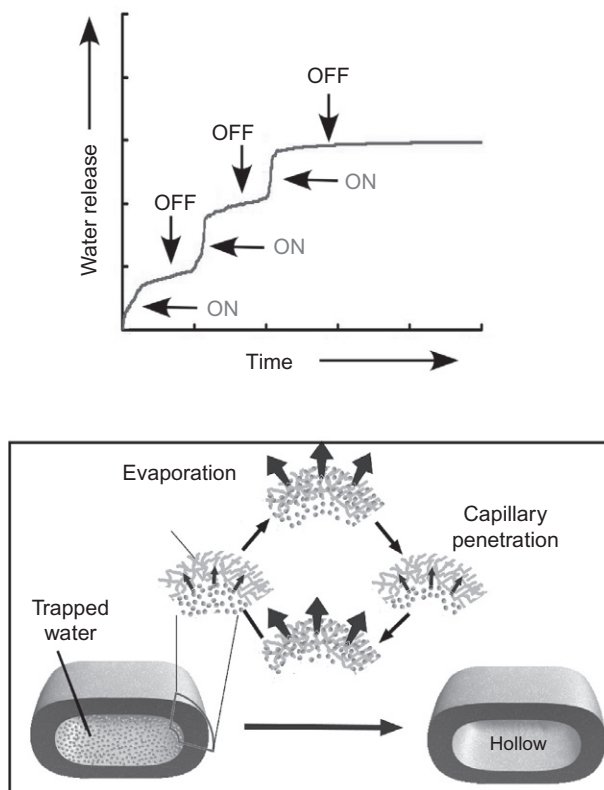 OFF
OFF
ON
OFF
ON
ON
Water release
Time
Evaporation
Capillary
penetration
Trapped
water
Hollow